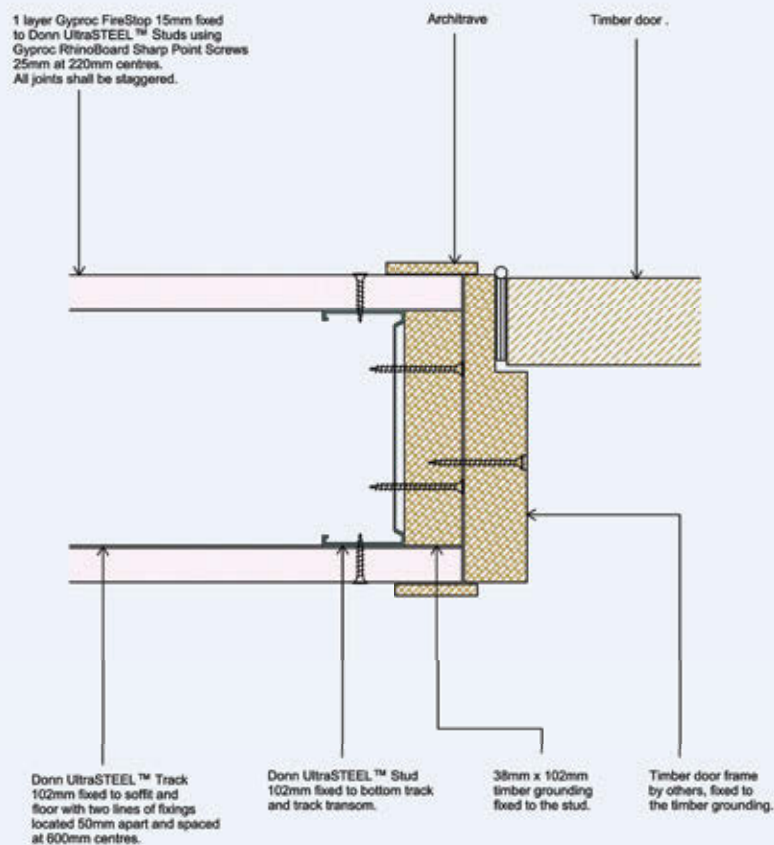 1 layer Gyproc FireStop 15mm fixed
to Donn UltraSTEEL™ Studs using
Gyproc RhinoBoard Sharp Point Screws
25mm at 220mm centres.
All joints shall be staggered.
Architrave
Timber door .
Donn UltraSTEEL™ Track
102mm fixed to soffit and
floor with two lines of fixings
located 50mm apart and spaced
at 600mm centres.
Donn UltraSTEEL™ Stud
102mm fixed to bottom track
and track transom.
38mm x 102mm
timber grounding
fixed to the stud.
Timber door frame
by others, fixed to
the timber grounding.